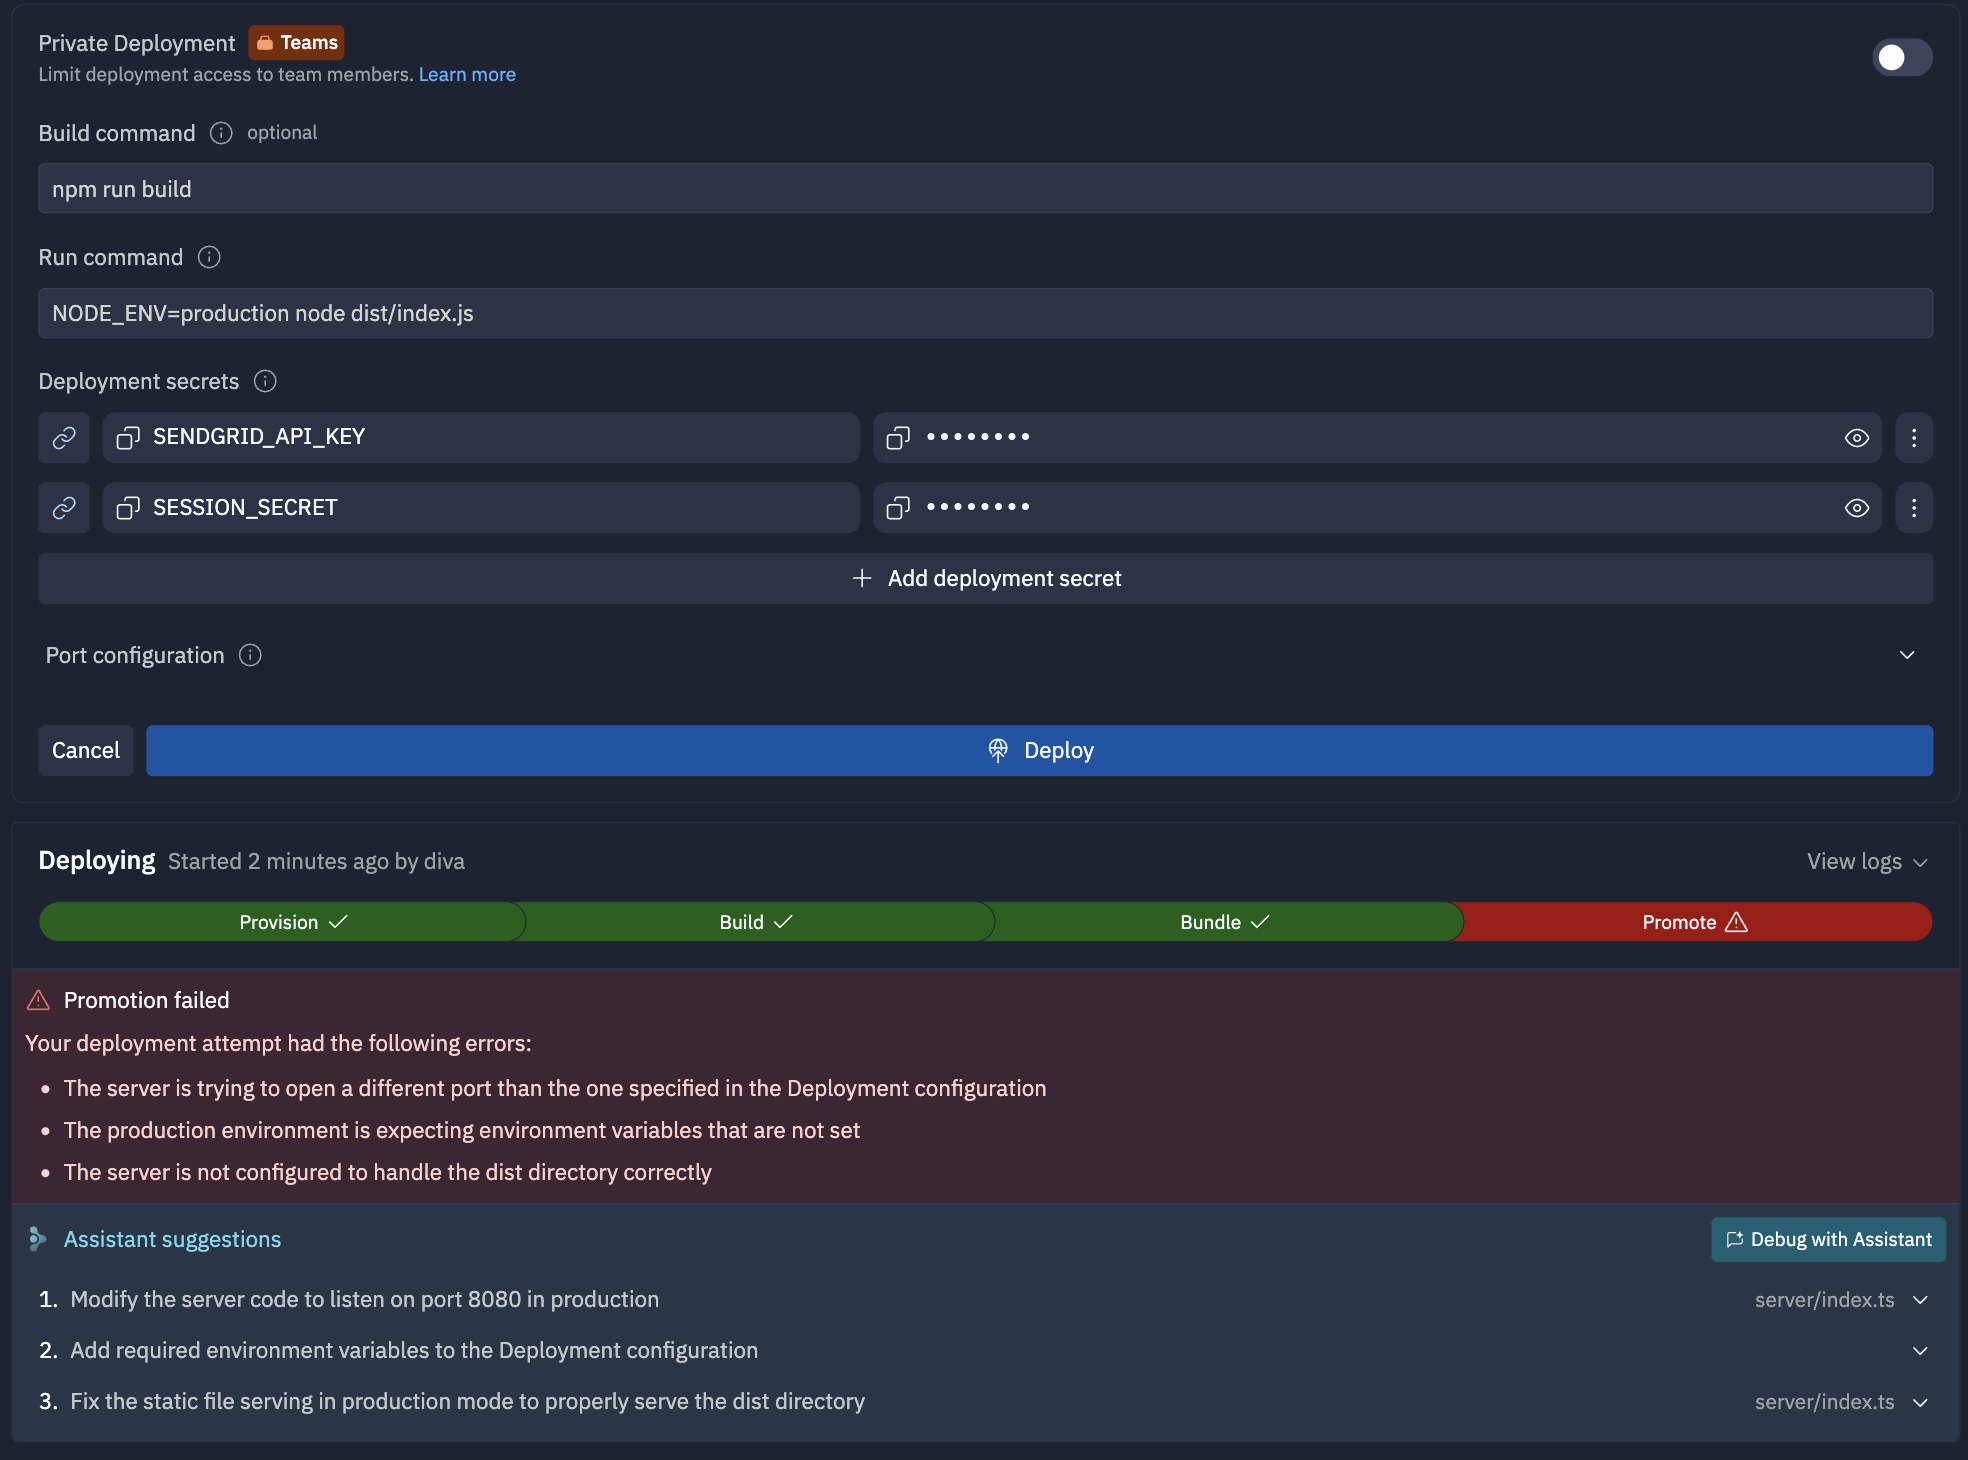 Private Deployment Teams
Limit deployment access to team members. Learn more
Build command optional
npm run build
Run command
NODE_ENV=production node dist/index.js
Deployment secrets
SENDGRID_API_KEY ••••••••
SESSION_SECRET ••••••••
Add deployment secret
Port configuration
Cancel Deploy
Deploying Started 2 minutes ago by diva View logs
Provision Build Bundle Promote
Promotion failed
Your deployment attempt had the following errors:
• The server is trying to open a different port than the one specified in the Deployment configuration
• The production environment is expecting environment variables that are not set
• The server is not configured to handle the dist directory correctly
Assistant suggestions Debug with Assistant
1. Modify the server code to listen on port 8080 in production server/index.ts
2. Add required environment variables to the Deployment configuration
3. Fix the static file serving in production mode to properly serve the dist directory server/index.ts